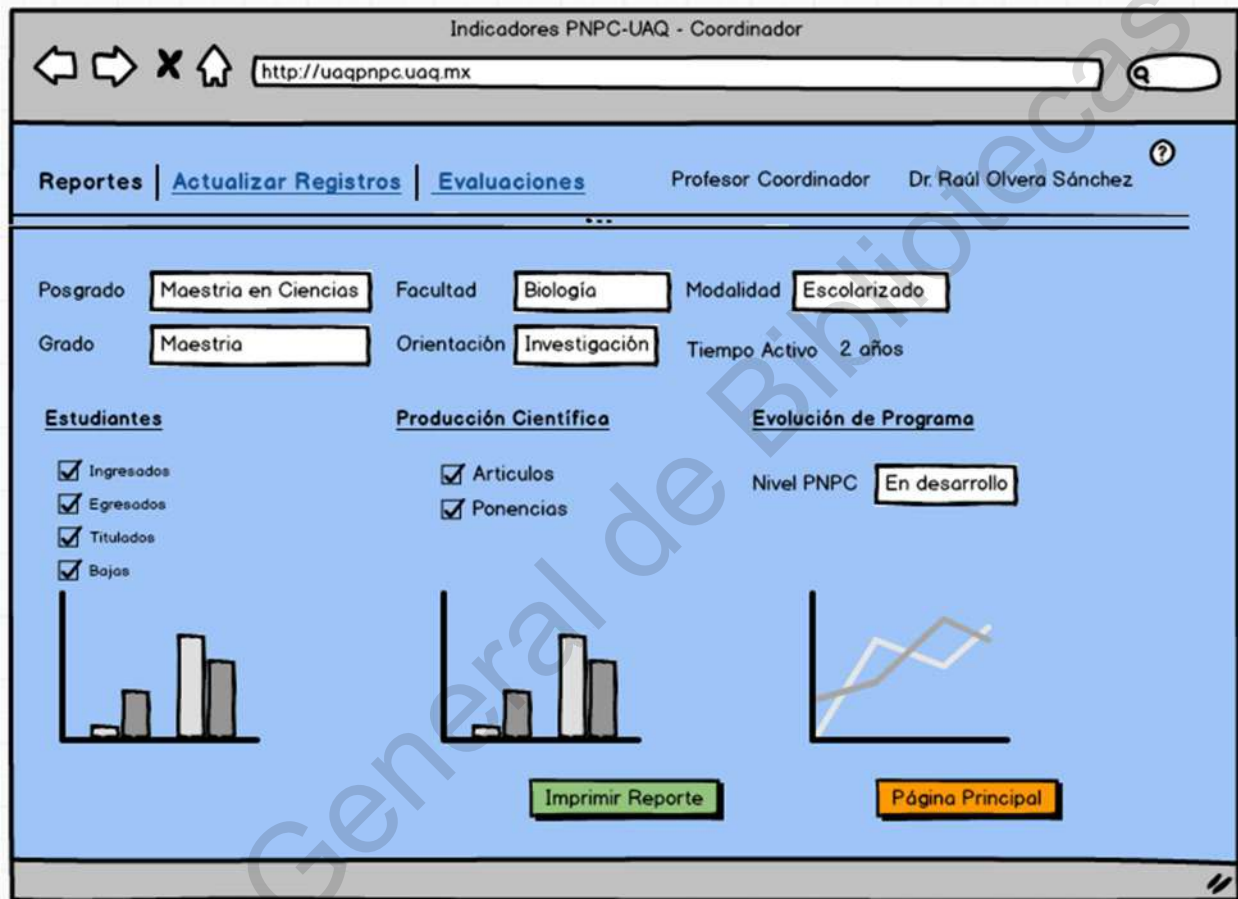 Indicadores PNPC-UAQ - Coordinador
http://uaqpnpc.uaq.mx
?
Reportes | Actualizar Registros | Evaluaciones Profesor Coordinador Dr. Raúl Olvera Sánchez
Posgrado Maestria en Ciencias Facultad Biología Modalidad Escolarizado
Grado Maestria Orientación Investigación Tiempo Activo 2 años
Estudiantes Producción Científica Evolución de Programa
Ingresados
Egresados
Titulados
Bajas
Articulos
Ponencias
Nivel PNPC En desarrollo
Imprimir Reporte Página Principal
General de Bibliotecas